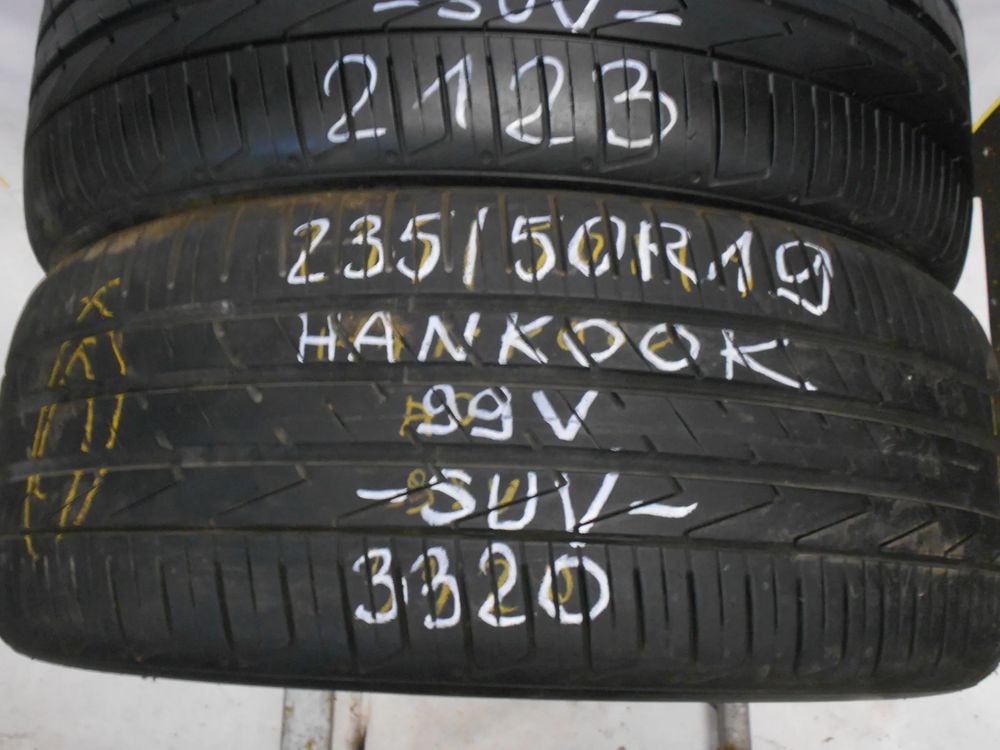 -SUV-
2123
235/50R19
HANKOOK
99V
-SUV-
3320